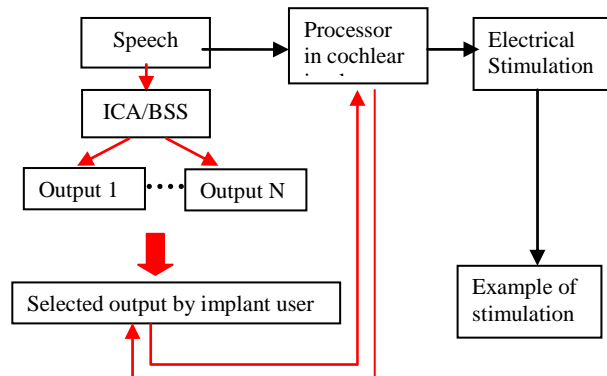 Speech
Processor
in cochlear
Electrical
Stimulation
ICA/BSS
Output 1
Output N
Selected output by implant user
Example of
stimulation